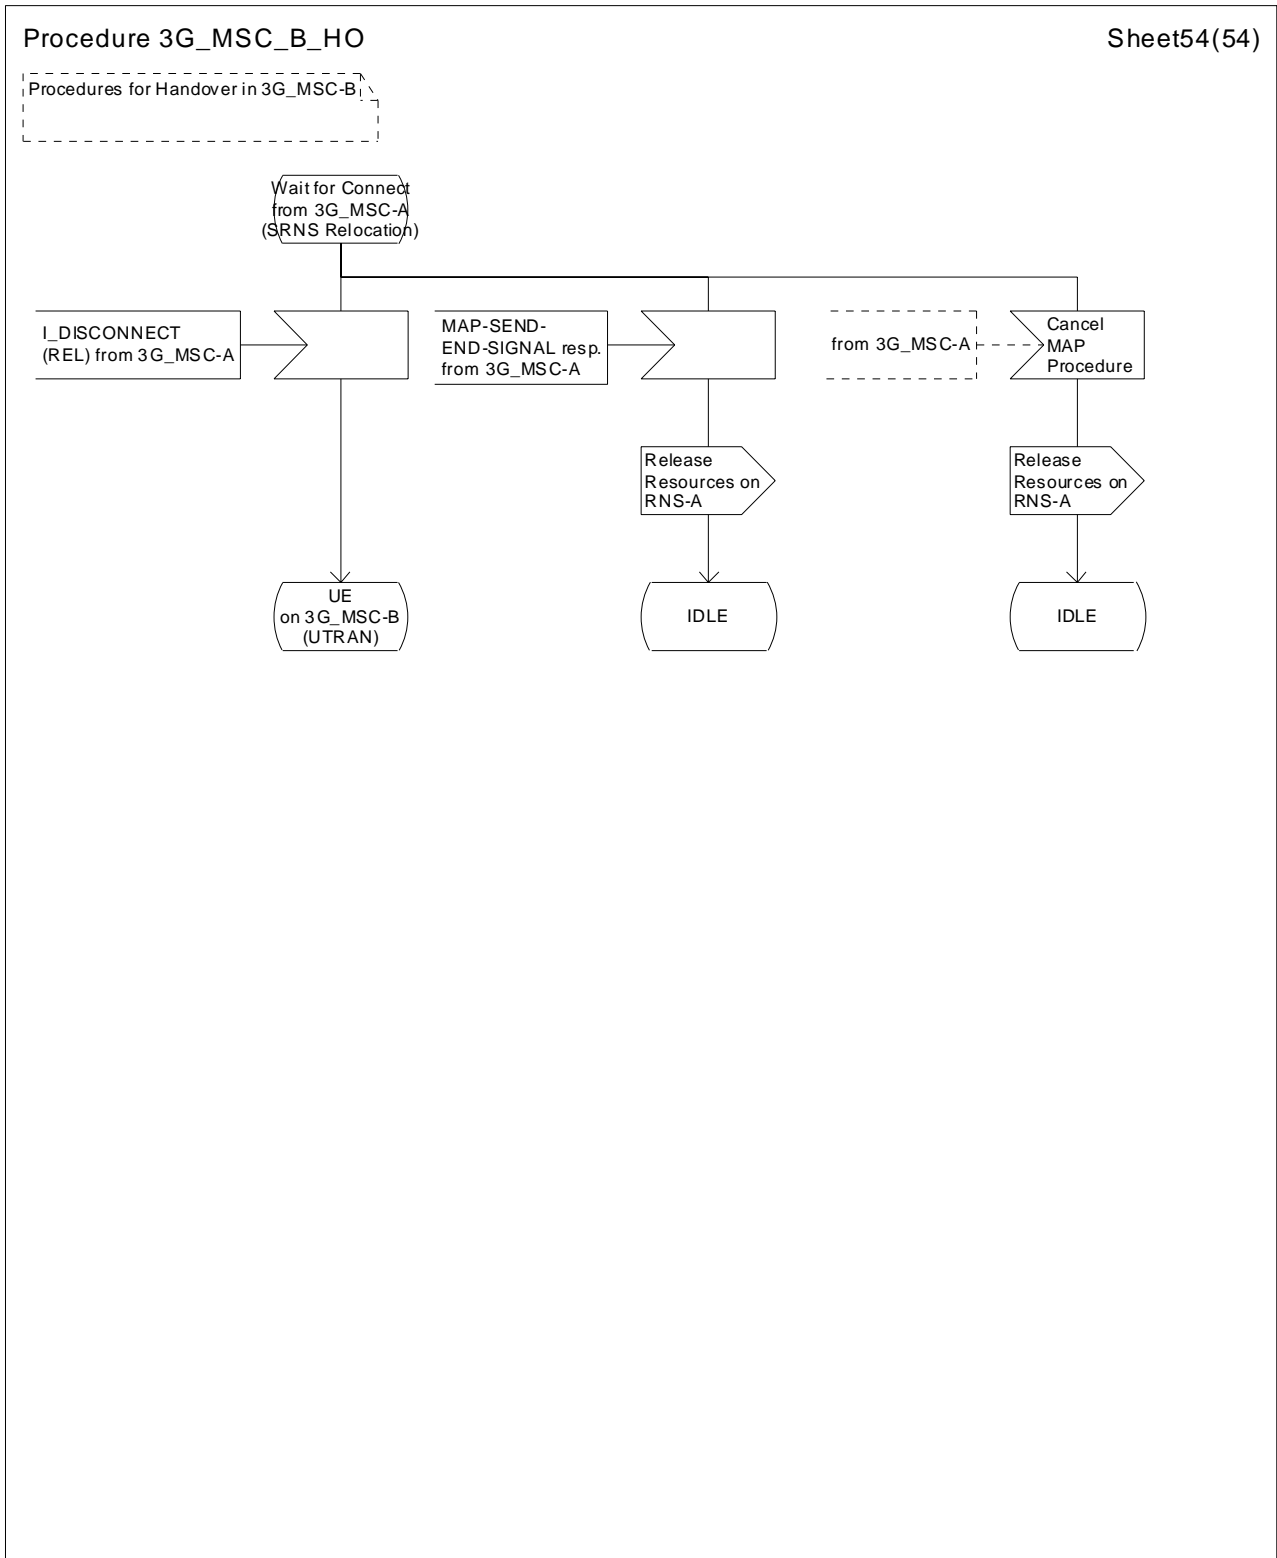 Procedure 3G_MSC_B_HO
Sheet54(54)
Procedures for Handover in 3G_MSC-B
Wait for Connect
from 3G_MSC-A
(SRNS Relocation)
I_DISCONNECT
(REL) from 3G_MSC-A
MAP-SEND-
END-SIGNAL resp.
from 3G_MSC-A
from 3G_MSC-A
Cancel
MAP
Procedure
Release
Resources on
RNS-A
Release
Resources on
RNS-A
UE
on 3G_MSC-B
(UTRAN)
IDLE
IDLE